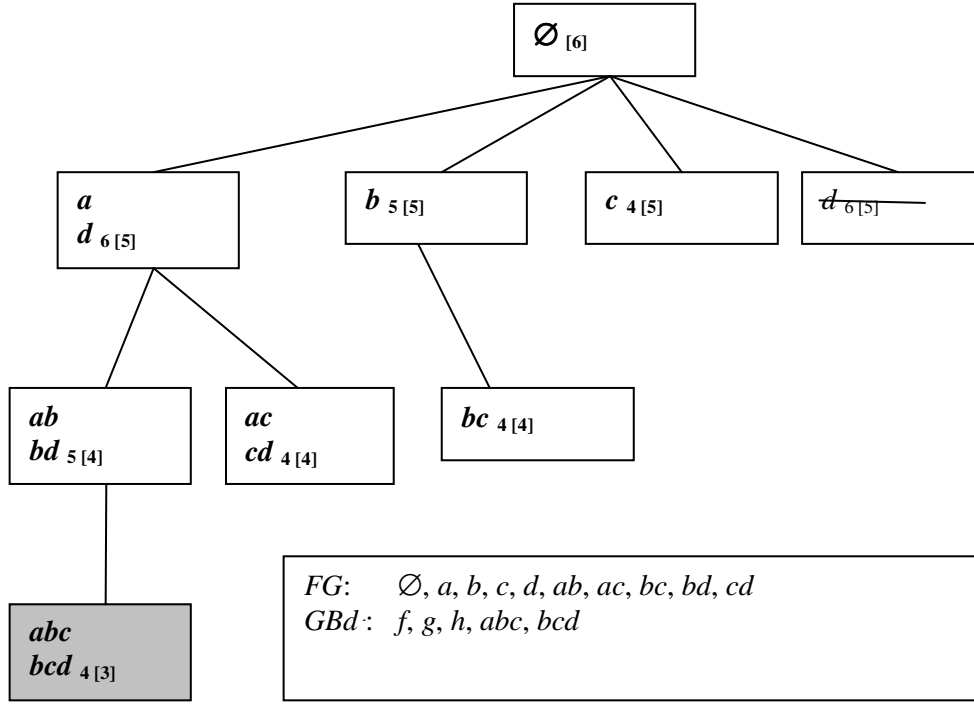 ∅ [6]
a
d 6 [5]
b 5 [5]
c 4 [5]
d 6 [5]
ab
bd 5 [4]
ac
cd 4 [4]
bc 4 [4]
abc
bcd 4 [3]
FG: ∅, a, b, c, d, ab, ac, bc, bd, cd
GBd-: f, g, h, abc, bcd